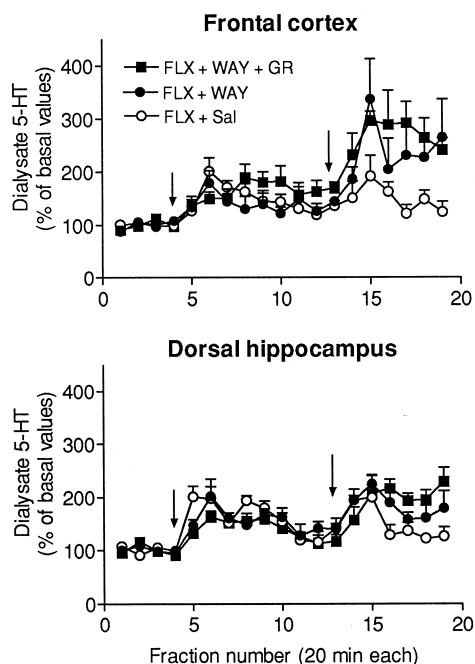 Frontal cortex
Dialysate 5-HT
(% of basal values)
400
300
200
100
0
FLX + WAY + GR
FLX + WAY
FLX + Sal
0
5
10
15
20
Dorsal hippocampus
Dialysate 5-HT
(% of basal values)
400
300
200
100
0
0
5
10
15
20
Fraction number (20 min each)